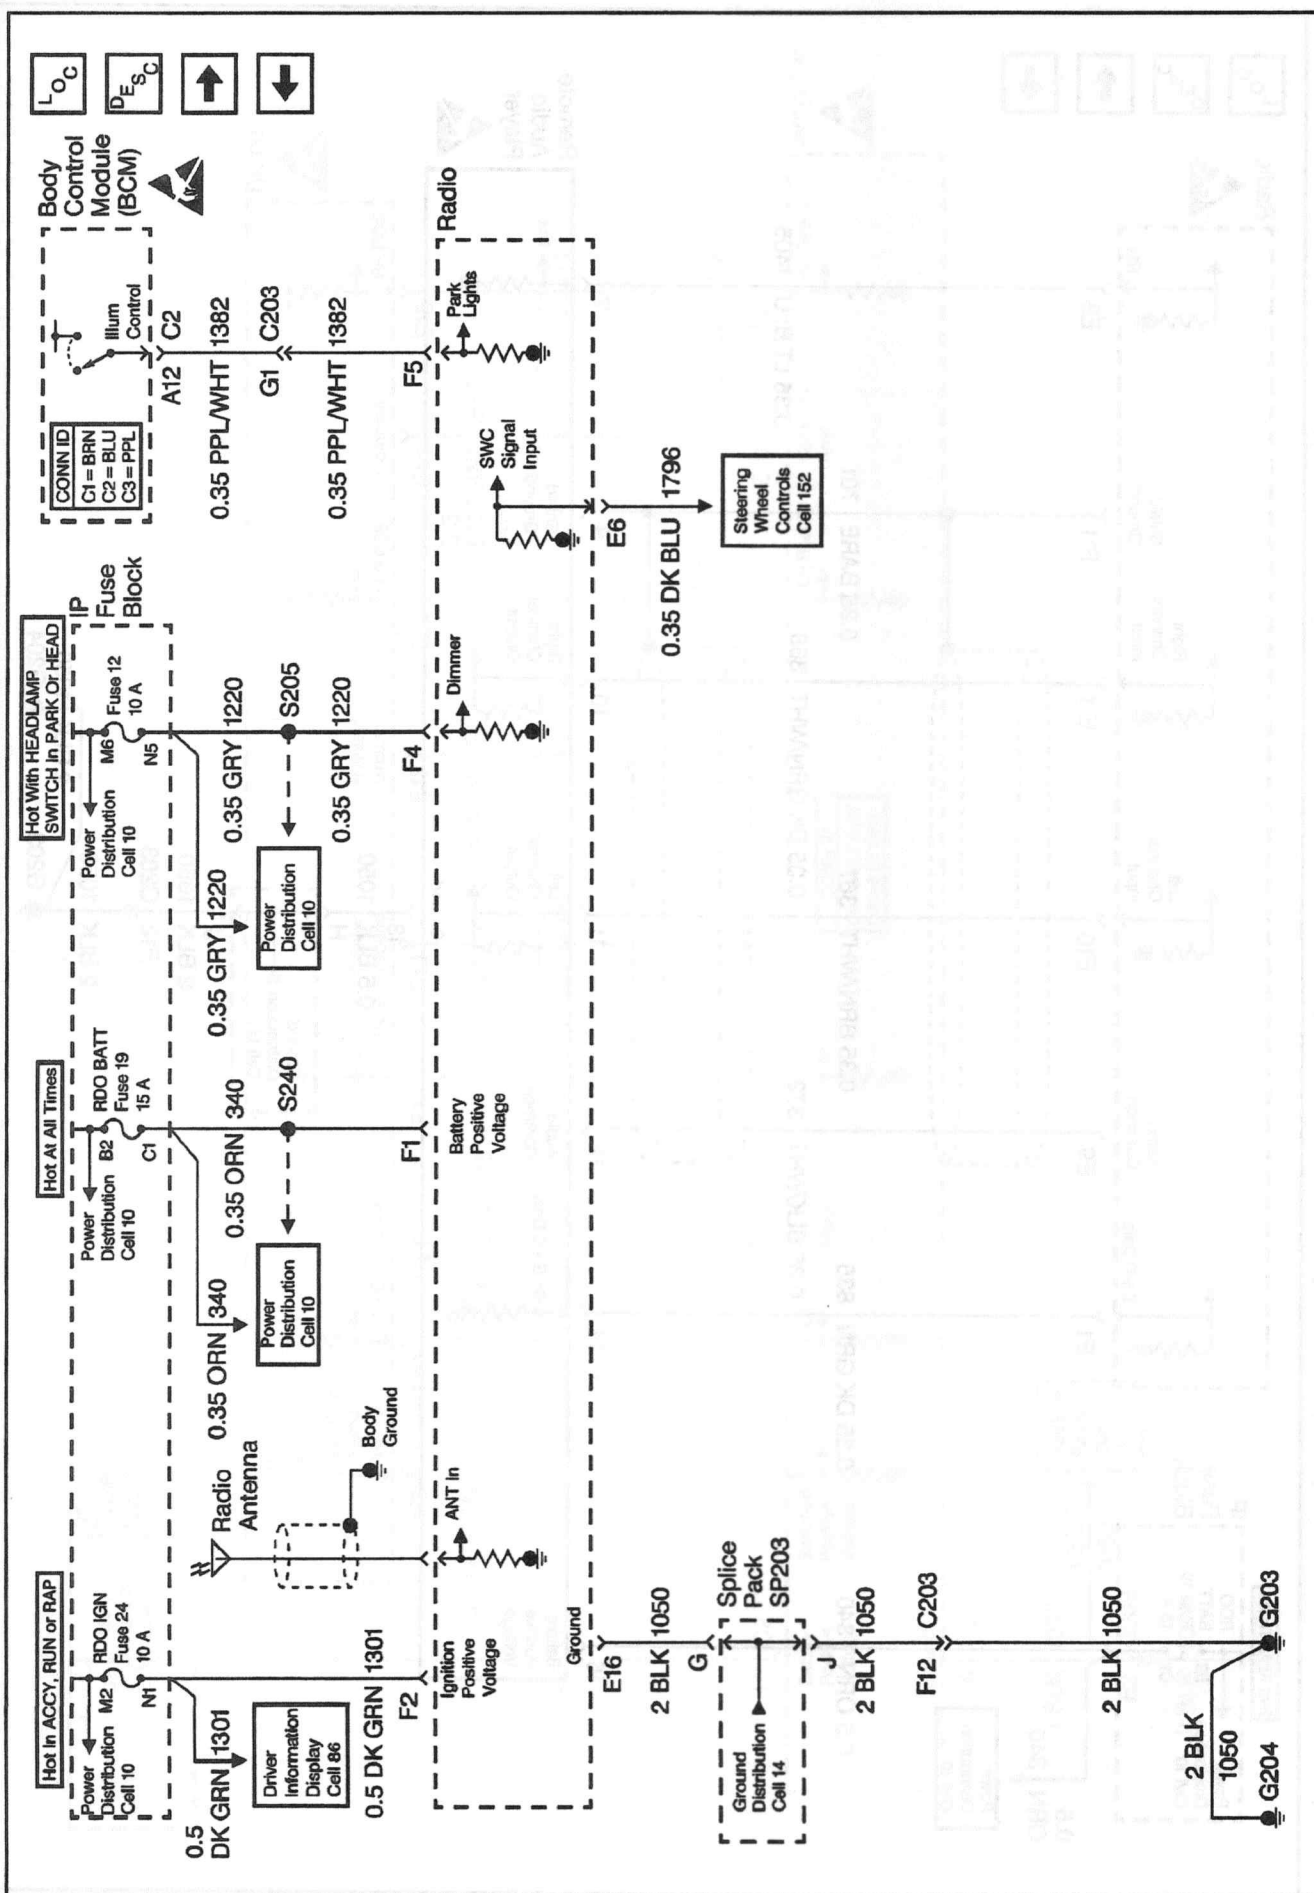 Hot In ACCY, RUN or RAP
Hot At All Times
Hot With HEADLAMP
SWITCH In PARK Or HEAD
LOC
DESC
Power
Distribution
Cell 10
M2
RDO IGN
Fuse 24
10 A
N1
Power
Distribution
Cell 10
B2
RDO BATT
Fuse 19
15 A
C1
Power
Distribution
Cell 10
M6
Fuse 12
10 A
N5
IP
Fuse
Block
CONN ID
C1 = BRN
C2 = BLU
C3 = PPL
Illum
Control
Body
Control
Module
(BCM)
A12
C2
0.5
DK GRN
1301
Driver
Information
Display
Cell 86
0.5 DK GRN
1301
F2
Radio
Antenna
Body
Ground
0.35 ORN
340
Power
Distribution
Cell 10
0.35 ORN
340
S240
F1
0.35 GRY
1220
Power
Distribution
Cell 10
0.35 GRY
1220
S205
0.35 GRY
1220
F4
0.35 PPL/WHT
1382
G1
C203
0.35 PPL/WHT
1382
F5
Radio
Ignition
Positive
Voltage
ANT In
Battery
Positive
Voltage
Dimmer
SWC
Signal
Input
Park
Lights
Ground
E16
E6
2 BLK
1050
0.35 DK BLU
1796
Steering
Wheel
Controls
Cell 152
G
Splice
Pack
SP203
Ground
Distribution
Cell 14
J
2 BLK
1050
F12
C203
2 BLK
1050
2 BLK
1050
G204
G203